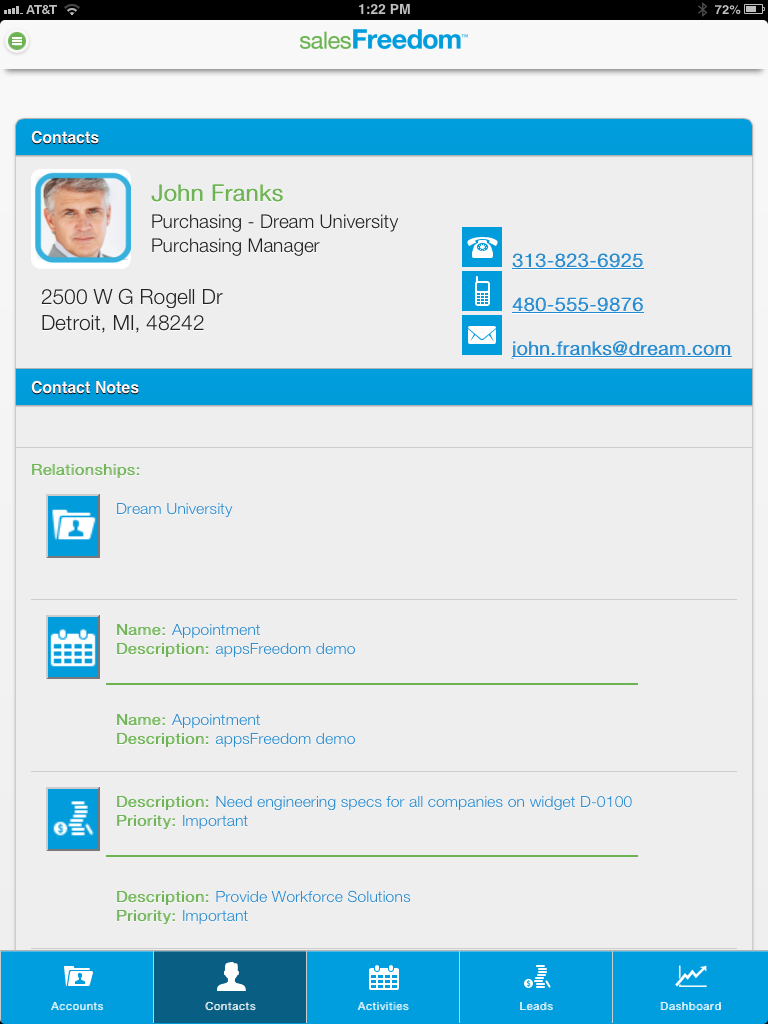 AT&T 1:22 PM 72%
salesFreedom™
Contacts
John Franks
Purchasing - Dream University
Purchasing Manager
313-823-6925
480-555-9876
john.franks@dream.com
2500 W G Rogell Dr
Detroit, MI, 48242
Contact Notes
Relationships:
Dream University
Name: Appointment
Description: appsFreedom demo
Name: Appointment
Description: appsFreedom demo
Description: Need engineering specs for all companies on widget D-0100
Priority: Important
Description: Provide Workforce Solutions
Priority: Important
Accounts Contacts Activities Leads Dashboard